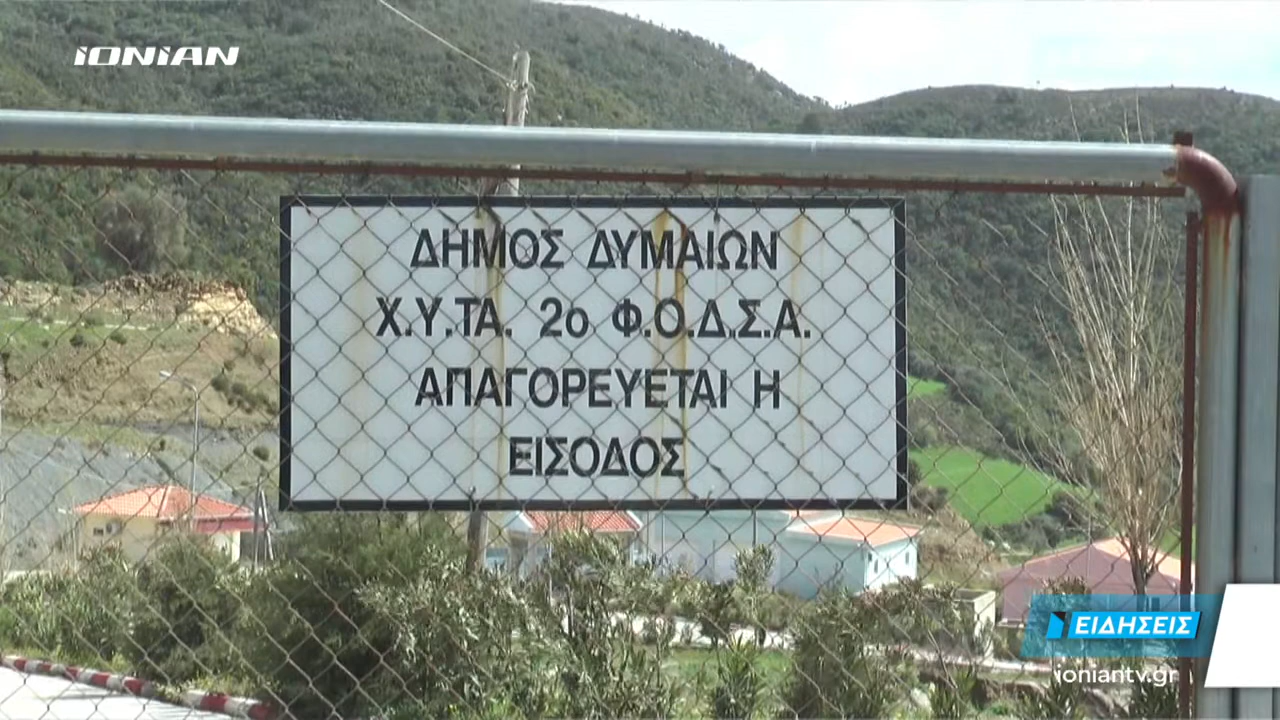 IONIAN
ΔΗΜΟΣ ΔΥΜΑΙΩΝ
Χ.Υ.ΤΑ. 2ο Φ.Ο.Δ.Σ.Α.
ΑΠΑΓΟΡΕΥΕΤΑΙ Η
ΕΙΣΟΔΟΣ
ΕΙΔΗΣΕΙΣ
ioniantv.gr